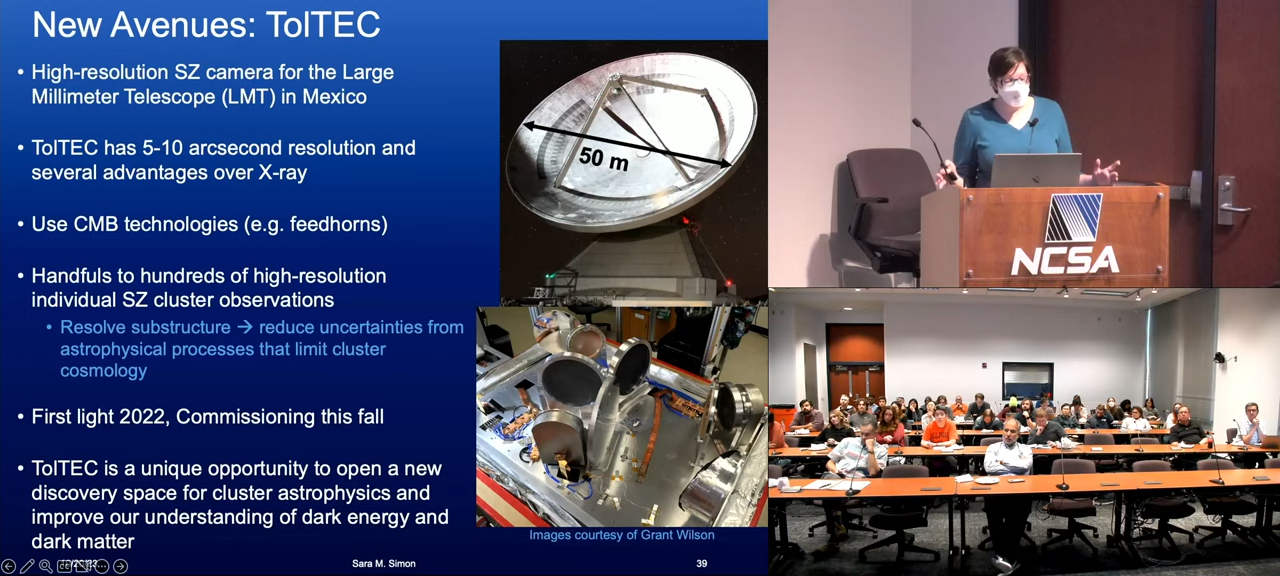 New Avenues: TolTEC
• High-resolution SZ camera for the Large
Millimeter Telescope (LMT) in Mexico
• TolTEC has 5-10 arcsecond resolution and
several advantages over X-ray
• Use CMB technologies (e.g. feedhorns)
• Handfuls to hundreds of high-resolution
individual SZ cluster observations
• Resolve substructure → reduce uncertainties from
astrophysical processes that limit cluster
cosmology
• First light 2022, Commissioning this fall
• TolTEC is a unique opportunity to open a new
discovery space for cluster astrophysics and
improve our understanding of dark energy and
dark matter
50 m
Images courtesy of Grant Wilson
Sara M. Simon
39
NCSA